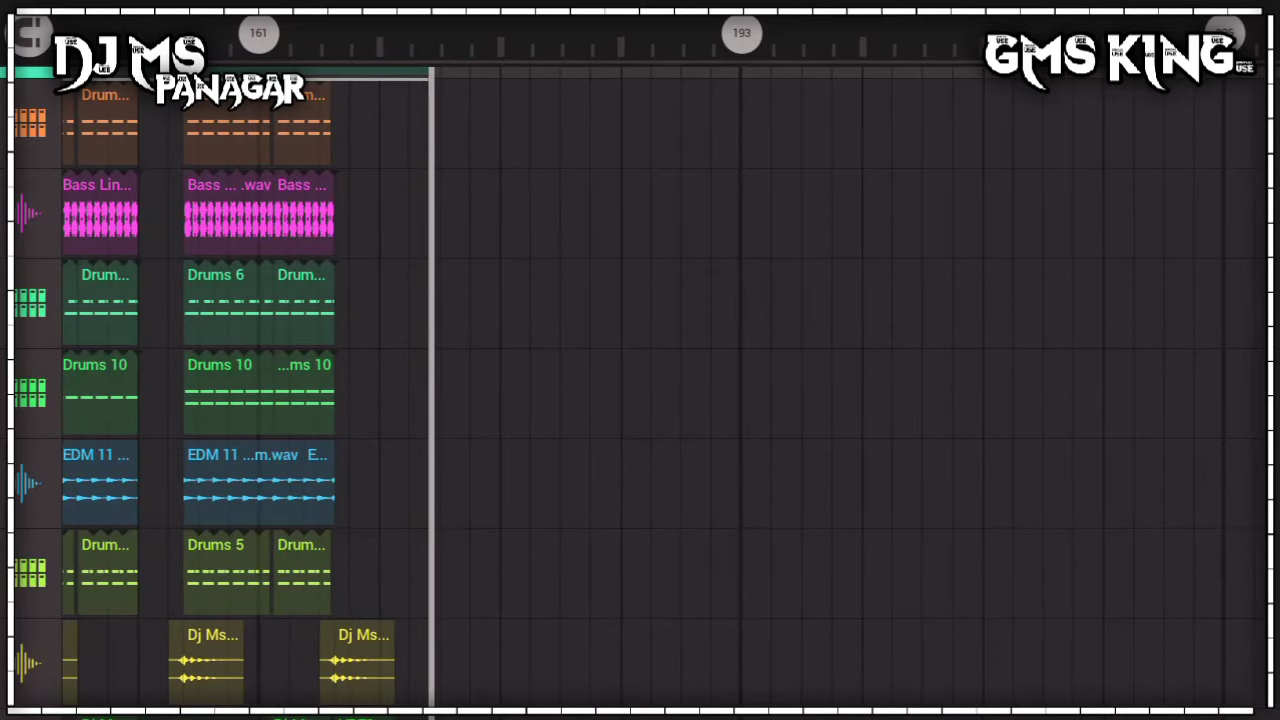 161
193
DJ MS
PANAGAR
GMS KING
Drum...
Bass Lin...
Bass ... .wav
Bass ...
Drum...
Drums 6
Drum...
Drums 10
Drums 10
...ms 10
EDM 11 ...
EDM 11 ...m.wav
E...
Drum...
Drums 5
Drum...
Dj Ms...
Dj Ms...